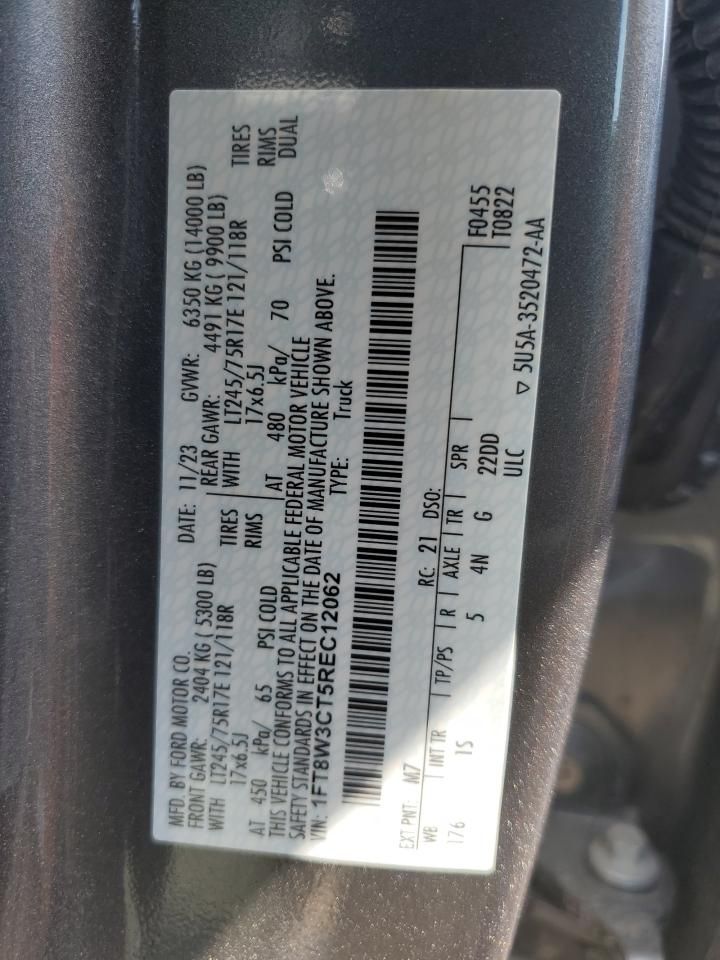 MFD. BY FORD MOTOR CO.
DATE: 11/23 GVWR: 6350 KG (14000 LB)
FRONT GAWR: 2404 KG ( 5300 LB) REAR GAWR: 4491 KG ( 9900 LB)
WITH LT245/75R17E 121/118R TIRES WITH LT245/75R17E 121/118R TIRES
17x6.5J RIMS 17x6.5J RIMS
AT 450 kPa/ 65 PSI COLD AT 480 kPa/ 70 PSI COLD DUAL
THIS VEHICLE CONFORMS TO ALL APPLICABLE FEDERAL MOTOR VEHICLE
SAFETY STANDARDS IN EFFECT ON THE DATE OF MANUFACTURE SHOWN ABOVE.
VIN: 1FT8W3CT5REC12062 TYPE: Truck
EXT PNT: M7 RC: 21 DSO: F0455
WB INT TR TP/PS R AXLE TR SPR T0822
176 1S 5 4N G 22DD
ULC ▽ 5U5A-3520472-AA